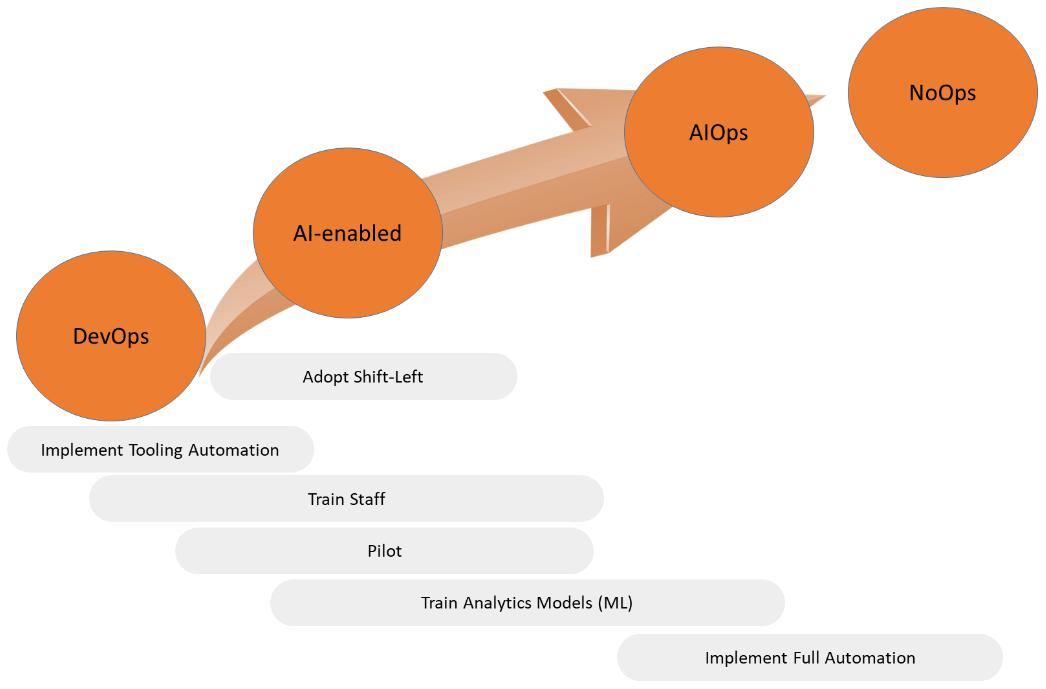 NoOps
AIOps
AI-enabled
DevOps
Adopt Shift-Left
Implement Tooling Automation
Train Staff
Pilot
Train Analytics Models (ML)
Implement Full Automation